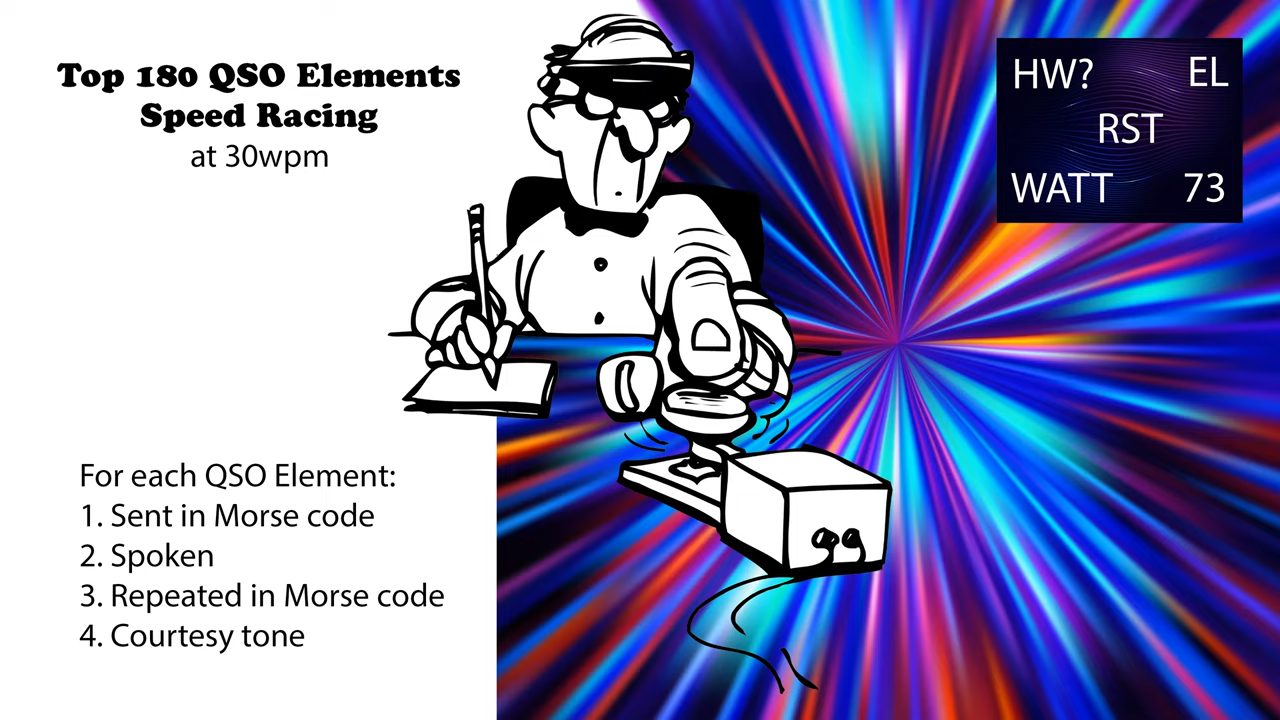 Top 180 QSO Elements
Speed Racing
at 30wpm
HW? EL
RST
WATT 73
For each QSO Element:
1. Sent in Morse code
2. Spoken
3. Repeated in Morse code
4. Courtesy tone